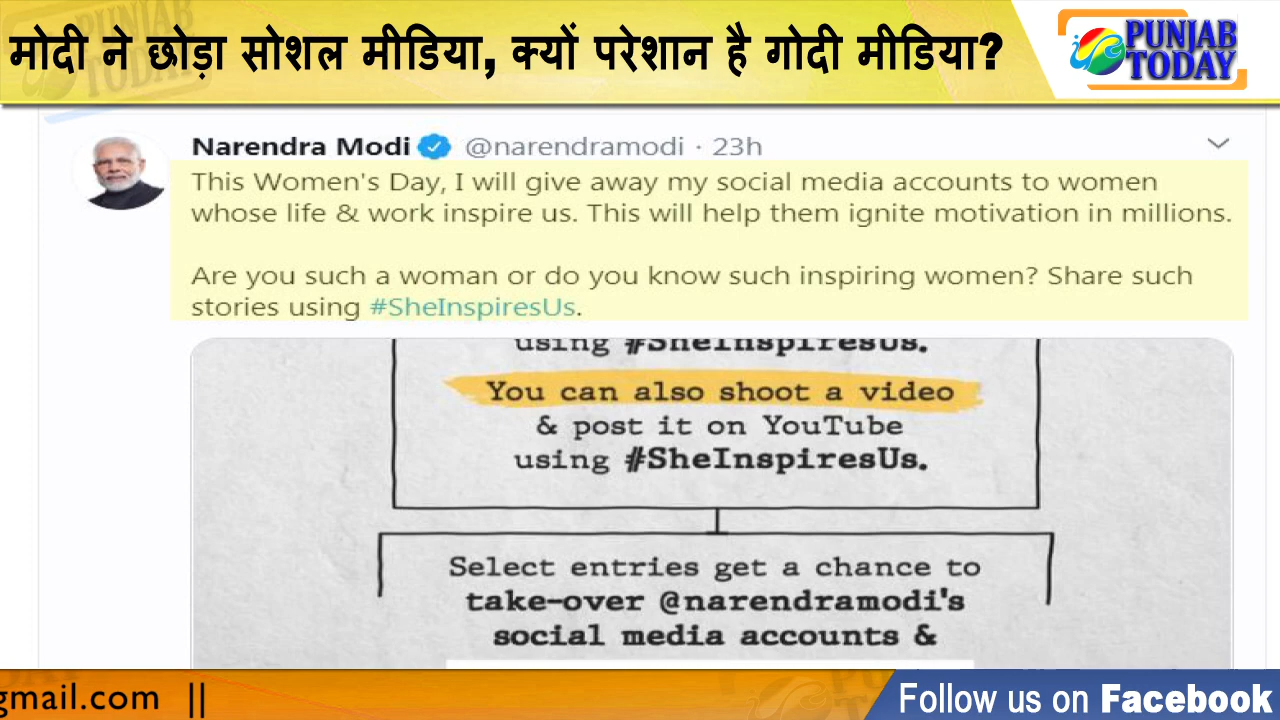 मोदी ने छोड़ा सोशल मीडिया, क्यों परेशान है गोदी मीडिया?
PUNJAB
TODAY
Narendra Modi @narendramodi · 23h
This Women's Day, I will give away my social media accounts to women
whose life & work inspire us. This will help them ignite motivation in millions.
Are you such a woman or do you know such inspiring women? Share such
stories using #SheInspiresUs.
using #SheInspiresUs.
You can also shoot a video
& post it on YouTube
using #SheInspiresUs.
Select entries get a chance to
take-over @narendramodi's
social media accounts &
gmail.com ||
Follow us on Facebook